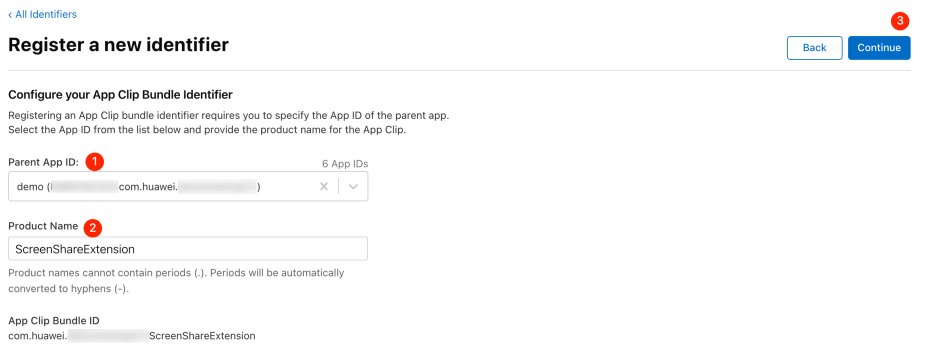 ‹ All Identifiers
3
Register a new identifier
Back Continue
Configure your App Clip Bundle Identifier
Registering an App Clip bundle identifier requires you to specify the App ID of the parent app.
Select the App ID from the list below and provide the product name for the App Clip.
Parent App ID: 1 6 App IDs
demo ( com.huawei. )
Product Name 2
ScreenShareExtension
Product names cannot contain periods (.). Periods will be automatically
converted to hyphens (-).
App Clip Bundle ID
com.huawei. ScreenShareExtension